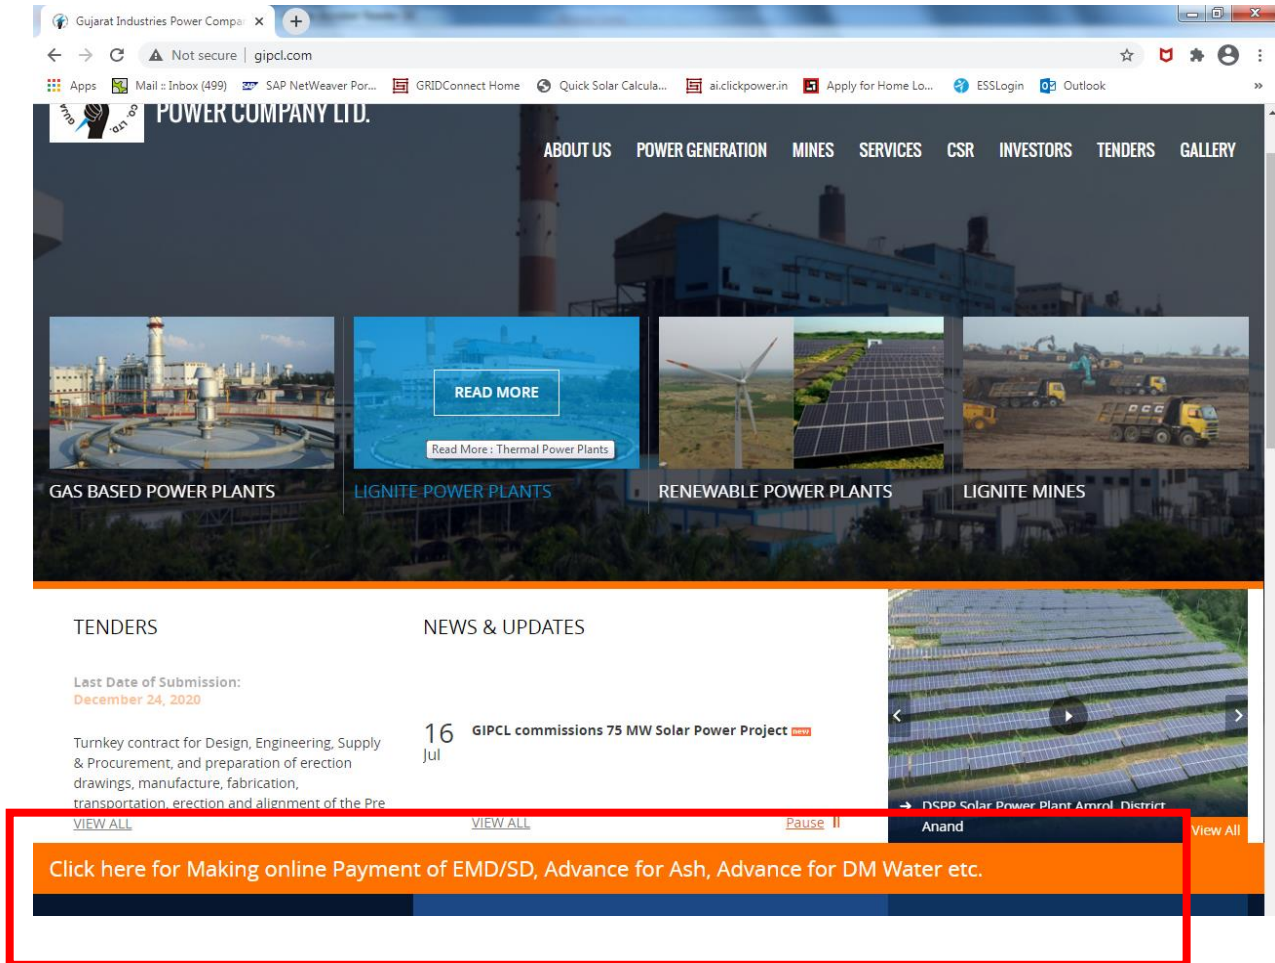 Gujarat Industries Power Compa
Not secure | gipcl.com
Apps Mail :: Inbox (499) SAP NetWeaver Por... GRIDConnect Home Quick Solar Calcula... ai.clickpower.in Apply for Home Lo... ESSLogin Outlook »
POWER COMPANY LTD.
CO. LTD.
ABOUT US POWER GENERATION MINES SERVICES CSR INVESTORS TENDERS GALLERY
READ MORE
Read More : Thermal Power Plants
GAS BASED POWER PLANTS LIGNITE POWER PLANTS RENEWABLE POWER PLANTS LIGNITE MINES
TENDERS
Last Date of Submission:
December 24, 2020
Turnkey contract for Design, Engineering, Supply
& Procurement, and preparation of erection
drawings, manufacture, fabrication,
transportation, erection and alignment of the Pre
VIEW ALL
NEWS & UPDATES
16
Jul
GIPCL commissions 75 MW Solar Power Project new
VIEW ALL
Pause
DSPP Solar Power Plant Amrol, District
Anand
View All
Click here for Making online Payment of EMD/SD, Advance for Ash, Advance for DM Water etc.